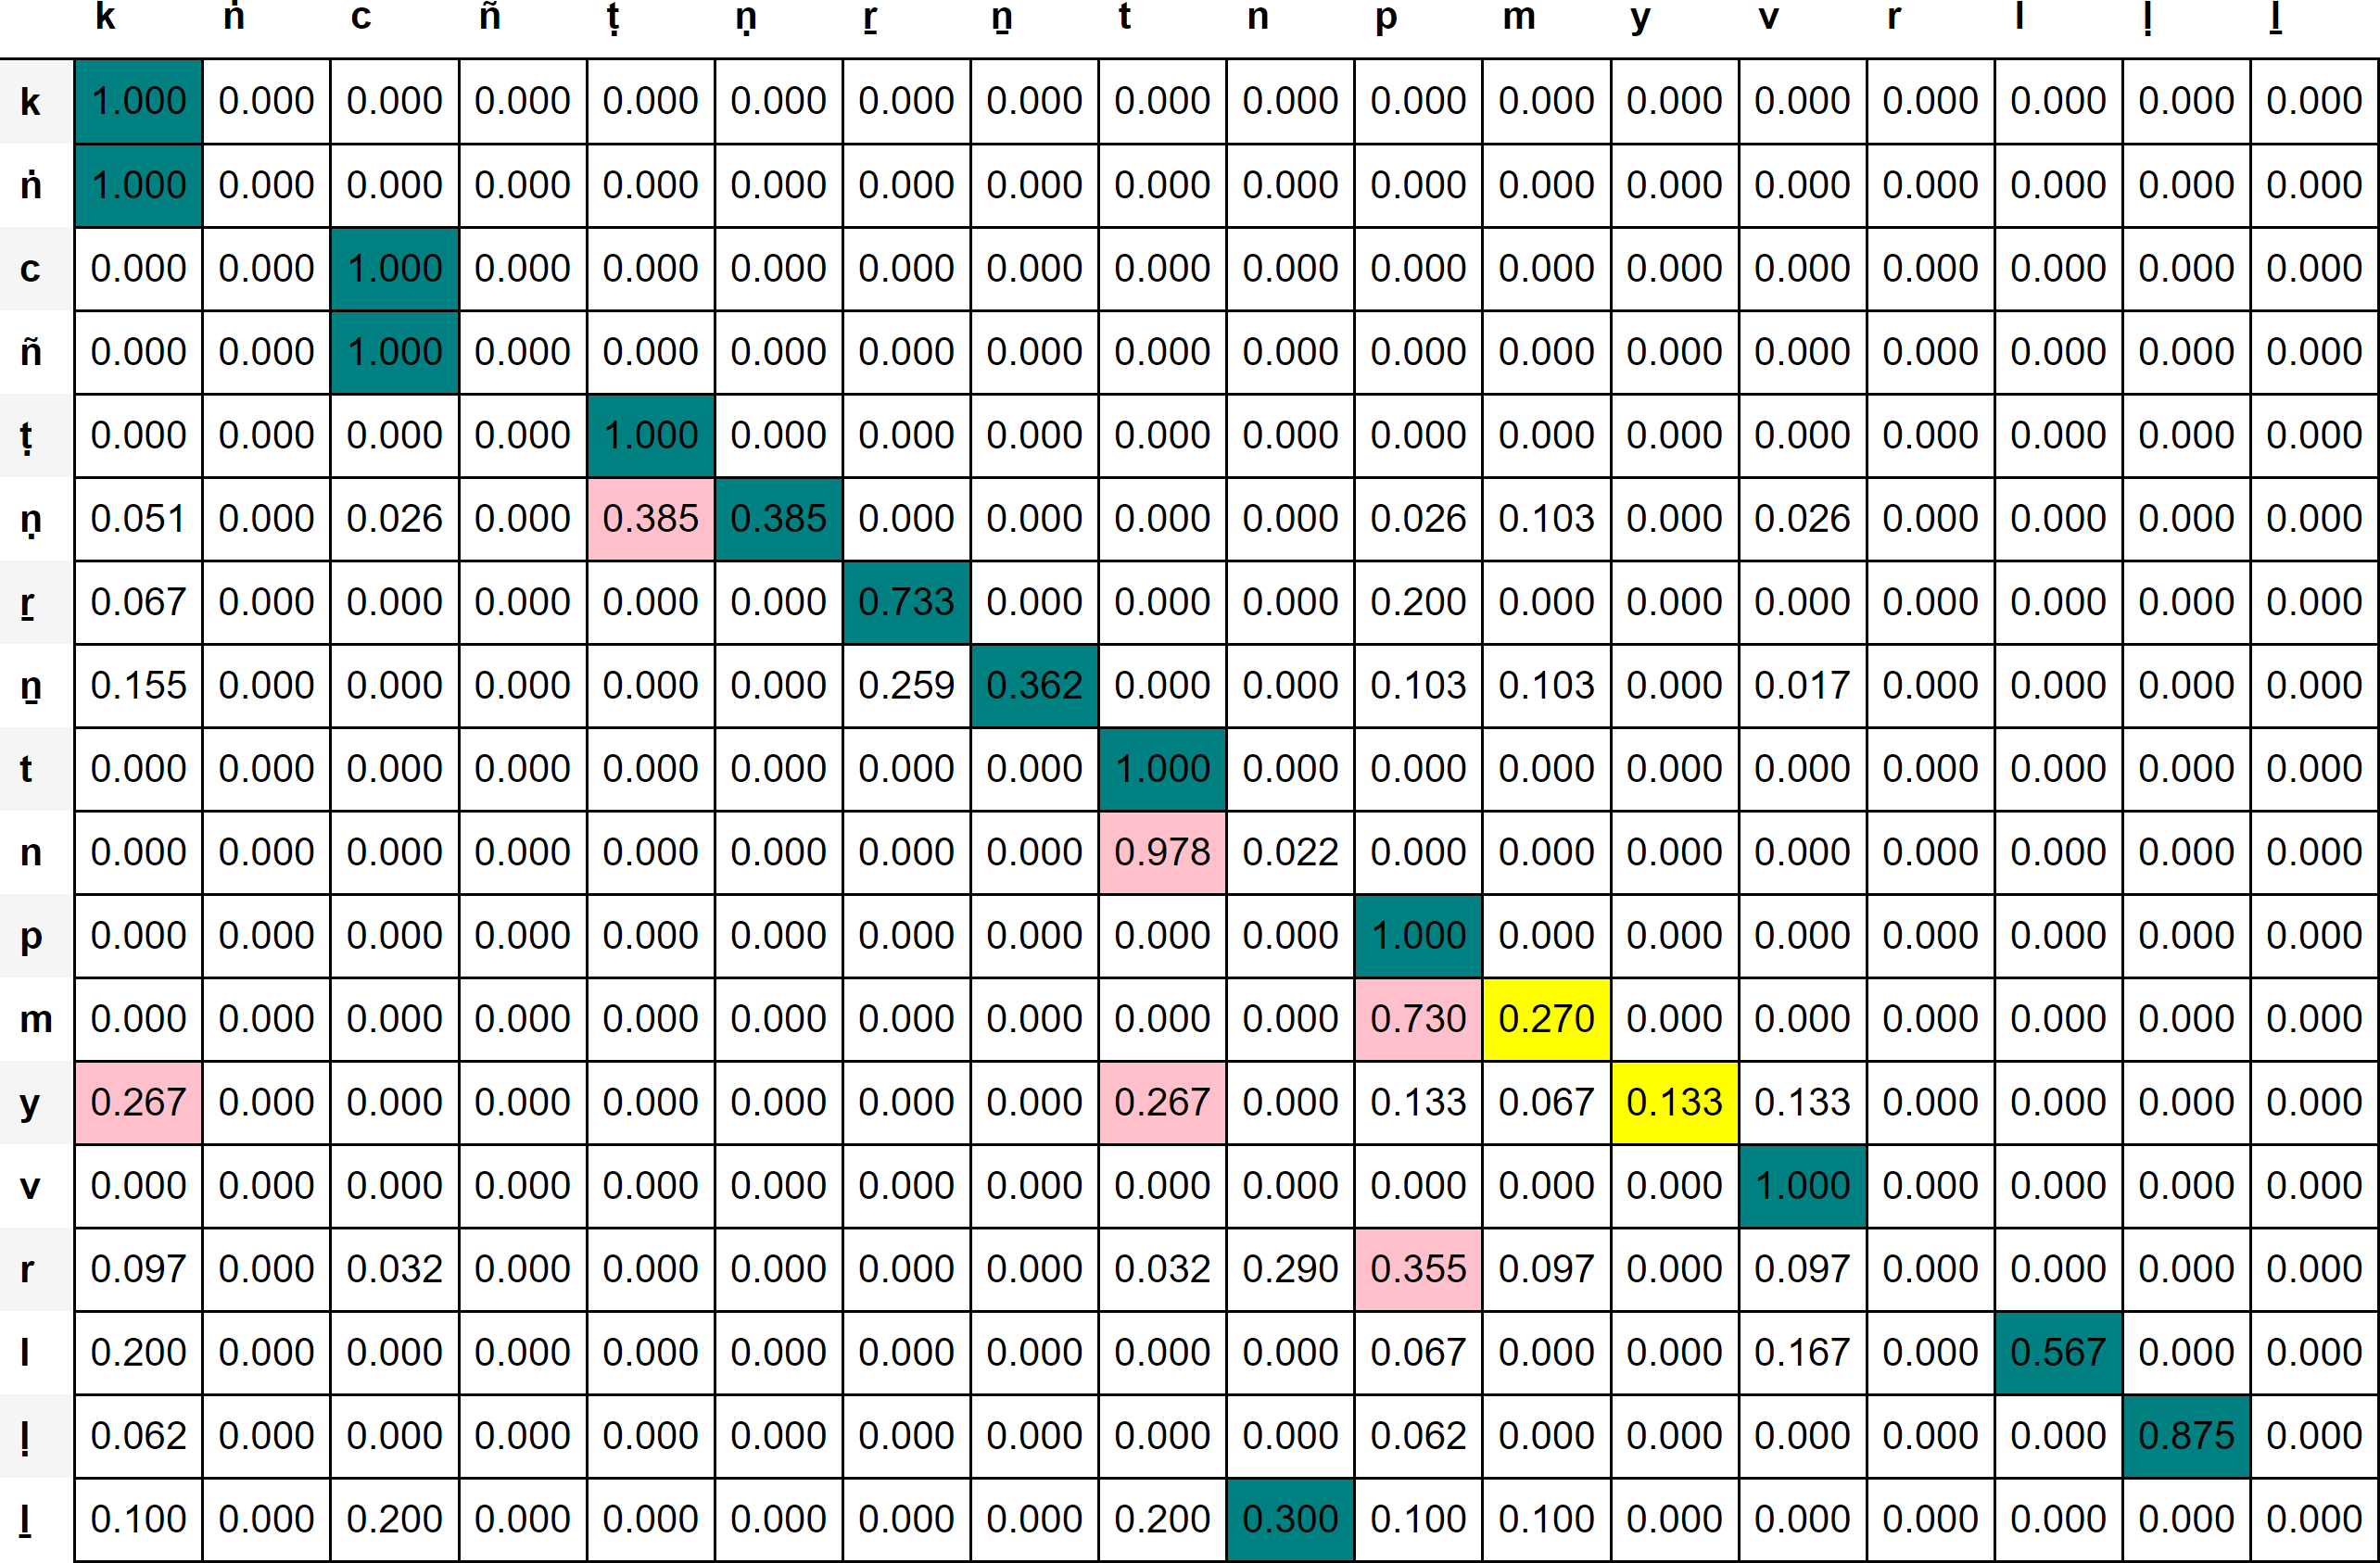 k ṅ c ñ ṭ ṇ ṟ ṉ t n p m y v r l ḷ ḻ
k 1.000 0.000 0.000 0.000 0.000 0.000 0.000 0.000 0.000 0.000 0.000 0.000 0.000 0.000 0.000 0.000 0.000 0.000
ṅ 1.000 0.000 0.000 0.000 0.000 0.000 0.000 0.000 0.000 0.000 0.000 0.000 0.000 0.000 0.000 0.000 0.000 0.000
c 0.000 0.000 1.000 0.000 0.000 0.000 0.000 0.000 0.000 0.000 0.000 0.000 0.000 0.000 0.000 0.000 0.000 0.000
ñ 0.000 0.000 1.000 0.000 0.000 0.000 0.000 0.000 0.000 0.000 0.000 0.000 0.000 0.000 0.000 0.000 0.000 0.000
ṭ 0.000 0.000 0.000 0.000 1.000 0.000 0.000 0.000 0.000 0.000 0.000 0.000 0.000 0.000 0.000 0.000 0.000 0.000
ṇ 0.051 0.000 0.026 0.000 0.385 0.385 0.000 0.000 0.000 0.000 0.026 0.103 0.000 0.026 0.000 0.000 0.000 0.000
ṟ 0.067 0.000 0.000 0.000 0.000 0.000 0.733 0.000 0.000 0.000 0.200 0.000 0.000 0.000 0.000 0.000 0.000 0.000
ṉ 0.155 0.000 0.000 0.000 0.000 0.000 0.259 0.362 0.000 0.000 0.103 0.103 0.000 0.017 0.000 0.000 0.000 0.000
t 0.000 0.000 0.000 0.000 0.000 0.000 0.000 0.000 1.000 0.000 0.000 0.000 0.000 0.000 0.000 0.000 0.000 0.000
n 0.000 0.000 0.000 0.000 0.000 0.000 0.000 0.000 0.978 0.022 0.000 0.000 0.000 0.000 0.000 0.000 0.000 0.000
p 0.000 0.000 0.000 0.000 0.000 0.000 0.000 0.000 0.000 0.000 1.000 0.000 0.000 0.000 0.000 0.000 0.000 0.000
m 0.000 0.000 0.000 0.000 0.000 0.000 0.000 0.000 0.000 0.000 0.730 0.270 0.000 0.000 0.000 0.000 0.000 0.000
y 0.267 0.000 0.000 0.000 0.000 0.000 0.000 0.000 0.267 0.000 0.133 0.067 0.133 0.133 0.000 0.000 0.000 0.000
v 0.000 0.000 0.000 0.000 0.000 0.000 0.000 0.000 0.000 0.000 0.000 0.000 0.000 1.000 0.000 0.000 0.000 0.000
r 0.097 0.000 0.032 0.000 0.000 0.000 0.000 0.000 0.032 0.290 0.355 0.097 0.000 0.097 0.000 0.000 0.000 0.000
l 0.200 0.000 0.000 0.000 0.000 0.000 0.000 0.000 0.000 0.000 0.067 0.000 0.000 0.167 0.000 0.567 0.000 0.000
ḷ 0.062 0.000 0.000 0.000 0.000 0.000 0.000 0.000 0.000 0.000 0.062 0.000 0.000 0.000 0.000 0.000 0.875 0.000
ḻ 0.100 0.000 0.200 0.000 0.000 0.000 0.000 0.000 0.200 0.300 0.100 0.100 0.000 0.000 0.000 0.000 0.000 0.000